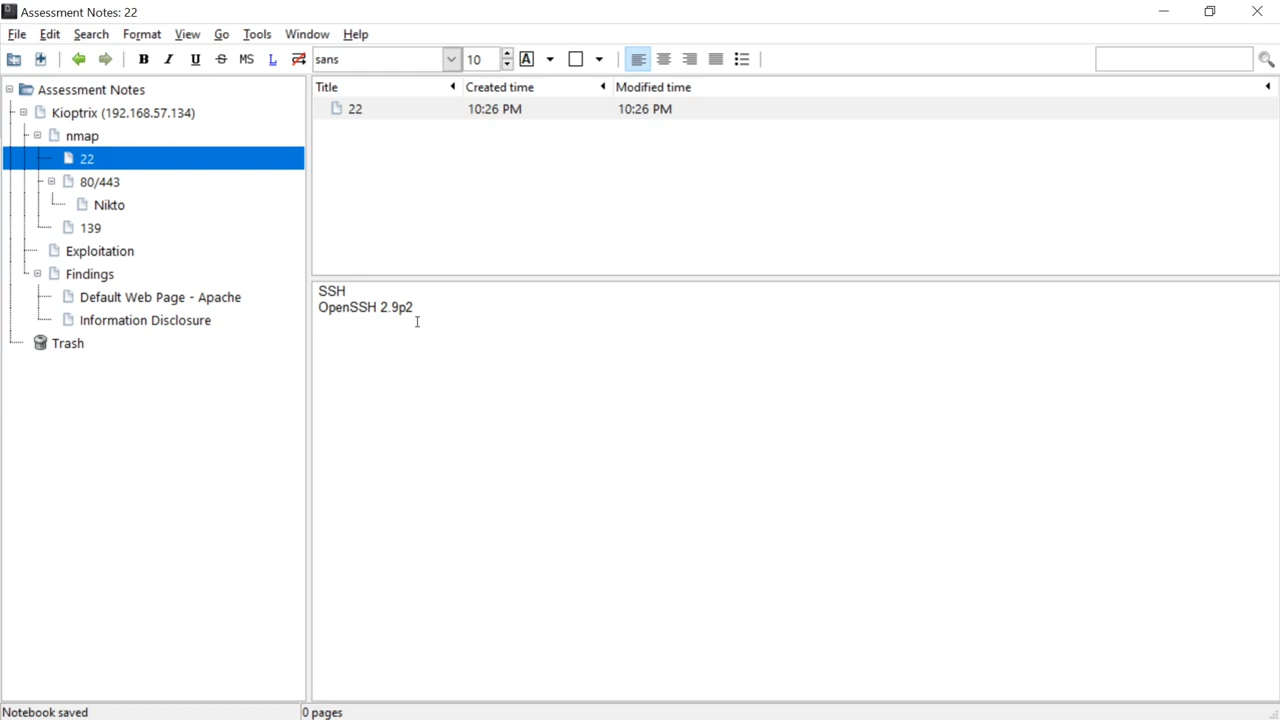 Assessment Notes: 22
File Edit Search Format View Go Tools Window Help
B I U S MS L sans 10 A
Assessment Notes
Kioptrix (192.168.57.134)
nmap
22
80/443
Nikto
139
Exploitation
Findings
Default Web Page - Apache
Information Disclosure
Trash
Title Created time Modified time
22 10:26 PM 10:26 PM
SSH
OpenSSH 2.9p2
Notebook saved 0 pages